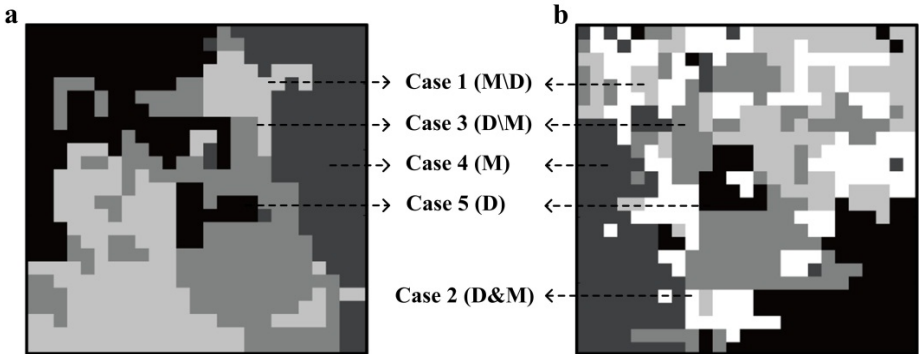 a
b
Case 1 (M\D)
Case 3 (D\M)
Case 4 (M)
Case 5 (D)
Case 2 (D&M)